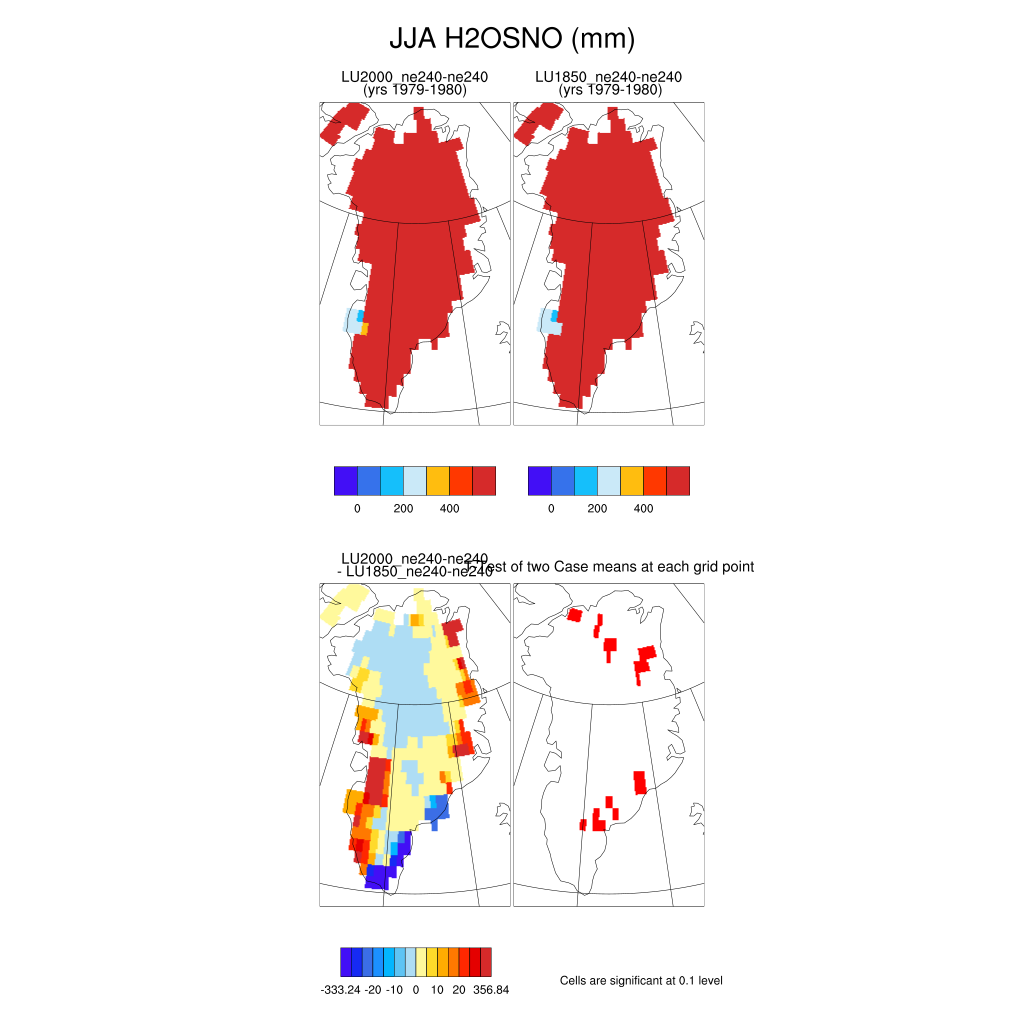 JJA H2OSNO (mm)
LU2000_ne240-ne240
(yrs 1979-1980)
LU1850_ne240-ne240
(yrs 1979-1980)
0 200 400
0 200 400
LU2000_ne240-ne240
- LU1850_ne240-ne240
T-Test of two Case means at each grid point
-333.24 -20 -10 0 10 20 356.84
Cells are significant at 0.1 level